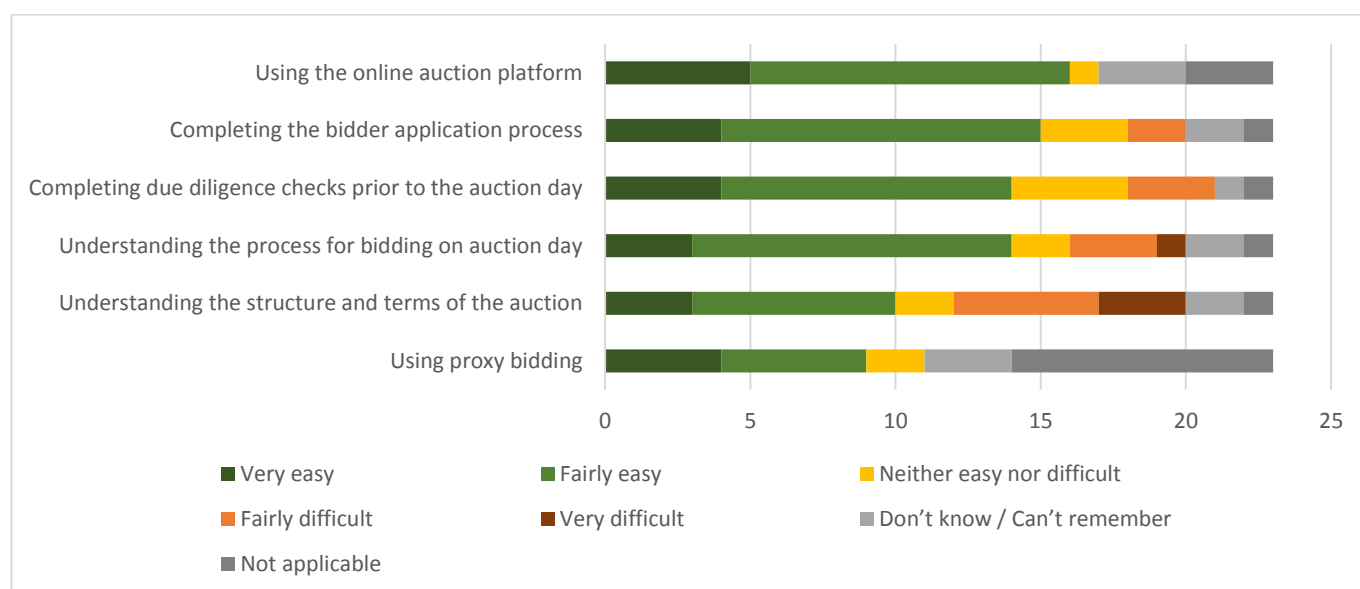 Using the online auction platform
Completing the bidder application process
Completing due diligence checks prior to the auction day
Understanding the process for bidding on auction day
Understanding the structure and terms of the auction
Using proxy bidding
0 5 10 15 20 25
Very easy Fairly easy Neither easy nor difficult
Fairly difficult Very difficult Don’t know / Can’t remember
Not applicable